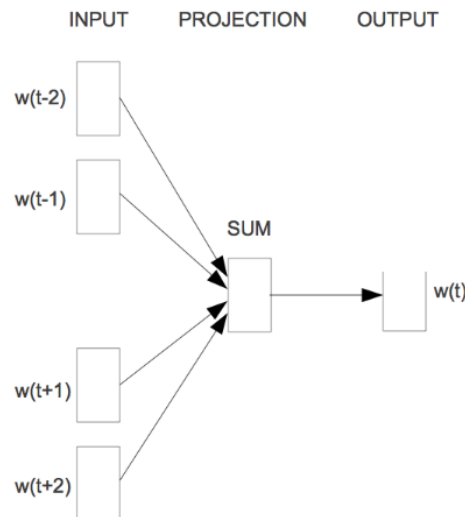 INPUT PROJECTION OUTPUT
w(t-2)
w(t-1)
SUM
w(t)
w(t+1)
w(t+2)